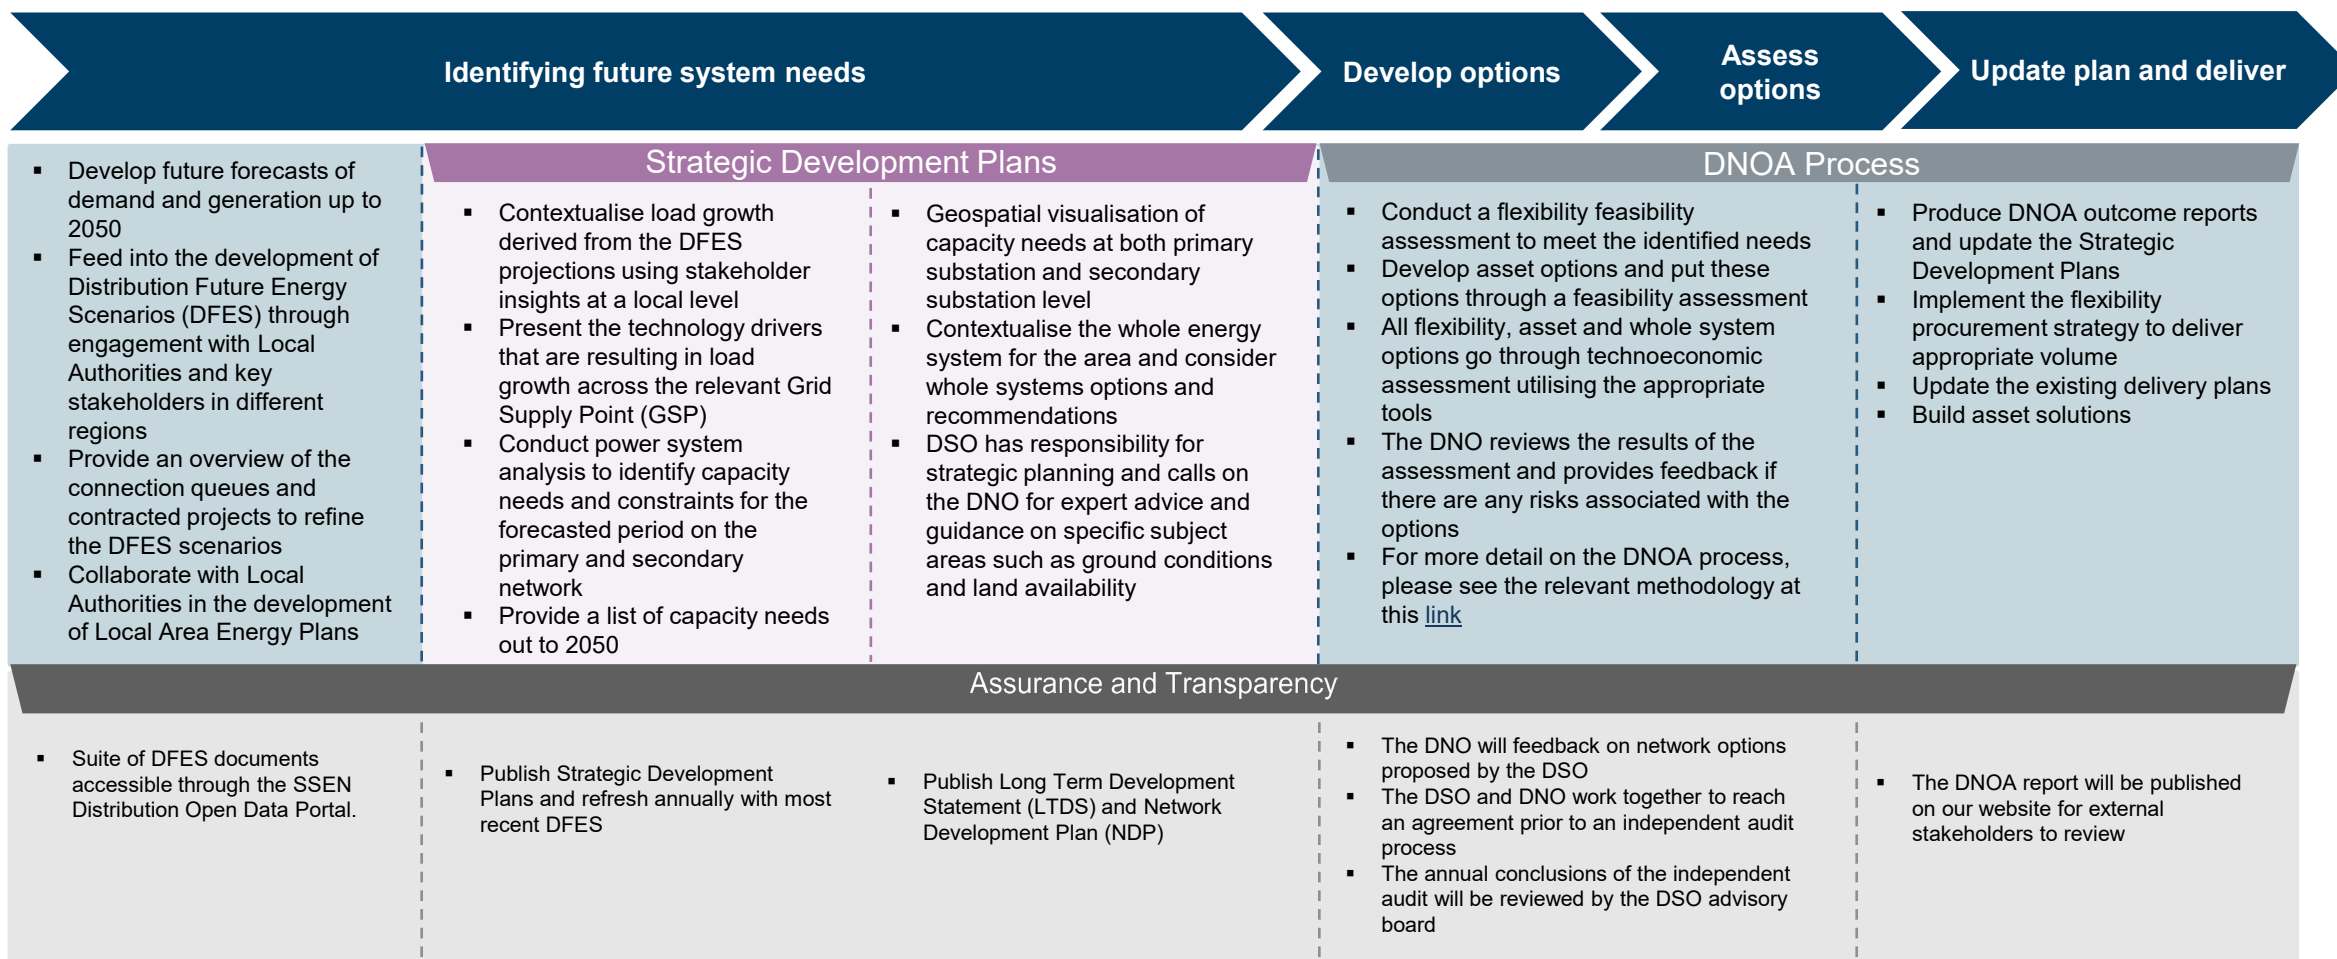 Identifying future system needs
Develop options
Assess
options
Update plan and deliver
▪ Develop future forecasts of
demand and generation up to
2050
▪ Feed into the development of
Distribution Future Energy
Scenarios (DFES) through
engagement with Local
Authorities and key
stakeholders in different
regions
▪ Provide an overview of the
connection queues and
contracted projects to refine
the DFES scenarios
▪ Collaborate with Local
Authorities in the development
of Local Area Energy Plans
Strategic Development Plans
▪ Contextualise load growth
derived from the DFES
projections using stakeholder
insights at a local level
▪ Present the technology drivers
that are resulting in load
growth across the relevant Grid
Supply Point (GSP)
▪ Conduct power system
analysis to identify capacity
needs and constraints for the
forecasted period on the
primary and secondary
network
▪ Provide a list of capacity needs
out to 2050
▪ Geospatial visualisation of
capacity needs at both primary
substation and secondary
substation level
▪ Contextualise the whole energy
system for the area and consider
whole systems options and
recommendations
▪ DSO has responsibility for
strategic planning and calls on
the DNO for expert advice and
guidance on specific subject
areas such as ground conditions
and land availability
DNOA Process
▪ Conduct a flexibility feasibility
assessment to meet the identified needs
▪ Develop asset options and put these
options through a feasibility assessment
▪ All flexibility, asset and whole system
options go through technoeconomic
assessment utilising the appropriate
tools
▪ The DNO reviews the results of the
assessment and provides feedback if
there are any risks associated with the
options
▪ For more detail on the DNOA process,
please see the relevant methodology at
this link
▪ Produce DNOA outcome reports
and update the Strategic
Development Plans
▪ Implement the flexibility
procurement strategy to deliver
appropriate volume
▪ Update the existing delivery plans
▪ Build asset solutions
Assurance and Transparency
▪ Suite of DFES documents
accessible through the SSEN
Distribution Open Data Portal.
▪ Publish Strategic Development
Plans and refresh annually with most
recent DFES
▪ Publish Long Term Development
Statement (LTDS) and Network
Development Plan (NDP)
▪ The DNO will feedback on network options
proposed by the DSO
▪ The DSO and DNO work together to reach
an agreement prior to an independent audit
process
▪ The annual conclusions of the independent
audit will be reviewed by the DSO advisory
board
▪ The DNOA report will be published
on our website for external
stakeholders to review